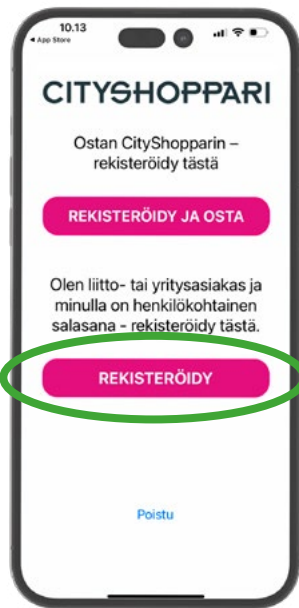 10.13
◀ App Store
CITYSHOPPARI
Ostan CityShopparin –
rekisteröidy tästä
REKISTERÖIDY JA OSTA
Olen liitto- tai yritysasiakas ja
minulla on henkilökohtainen
salasana - rekisteröidy tästä.
REKISTERÖIDY
Poistu